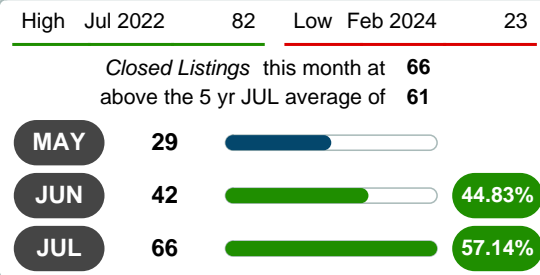 High Jul 2022 82 Low Feb 2024 23
Closed Listings this month at 66
above the 5 yr JUL average of 61
MAY 29
JUN 42 44.83%
JUL 66 57.14%